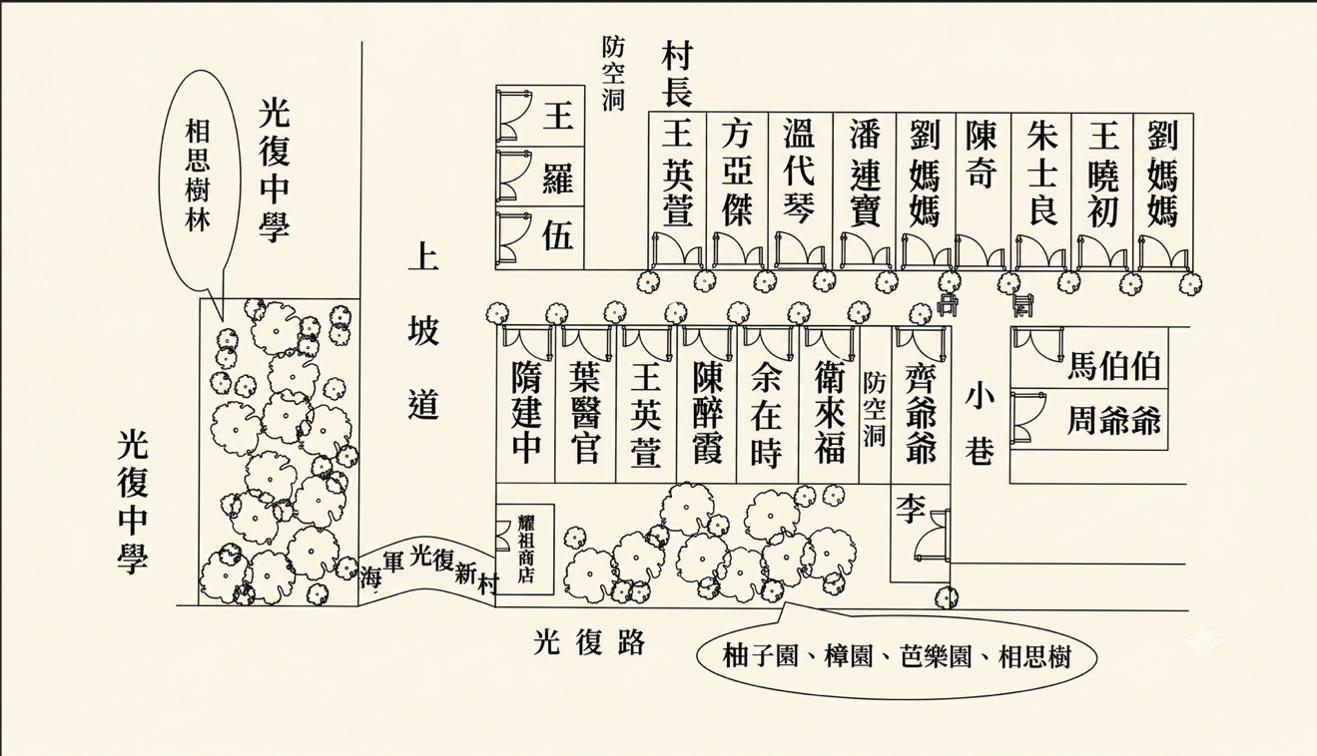 相思樹林
光復中學
上坡道
王
羅
伍
防空洞
村長
王英萱
方亞傑
溫代琴
潘連寶
劉媽媽
陳奇
朱士良
王曉初
劉媽媽
隋建中
葉醫官
王英萱
陳醉霞
余在時
衛來福
防空洞
齊爺爺
小巷
馬伯伯
周爺爺
李
光復中學
海軍光復新村
耀祖商店
光復路
柚子園、樟園、芭樂園、相思樹